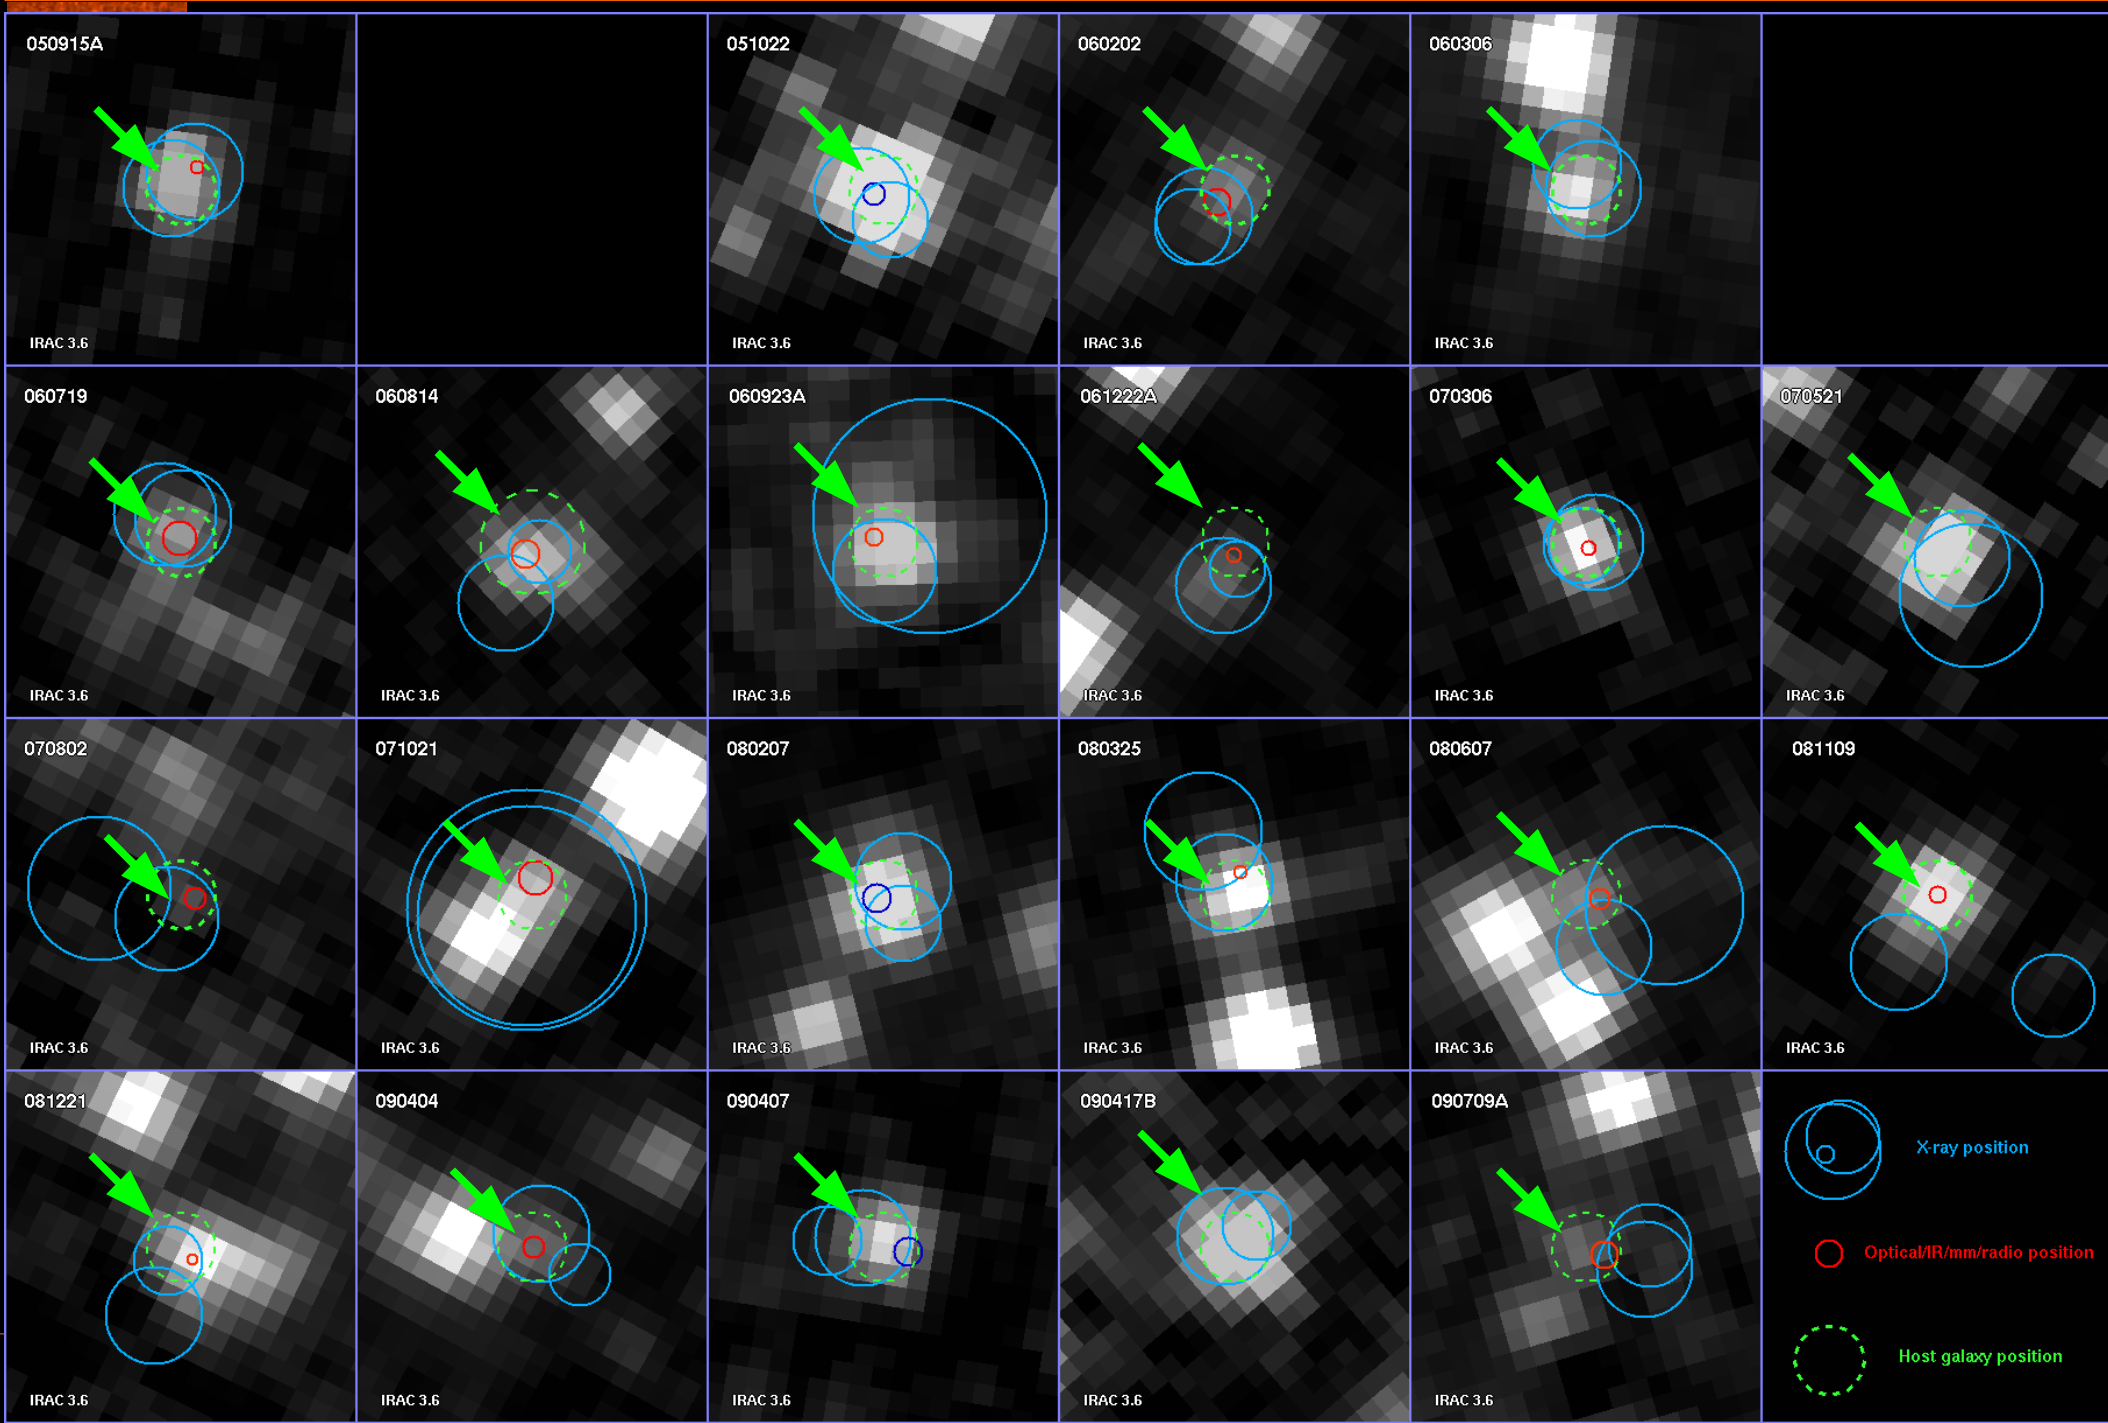 050915A
051022
060202
060306
IRAC 3.6
IRAC 3.6
IRAC 3.6
IRAC 3.6
060719
060814
060923A
061222A
070306
070521
IRAC 3.6
IRAC 3.6
IRAC 3.6
IRAC 3.6
IRAC 3.6
IRAC 3.6
070802
071021
080207
080325
080607
081109
IRAC 3.6
IRAC 3.6
IRAC 3.6
IRAC 3.6
IRAC 3.6
IRAC 3.6
081221
090404
090407
090417B
090709A
X-ray position
Optical/IR/mm/radio position
Host galaxy position
IRAC 3.6
IRAC 3.6
IRAC 3.6
IRAC 3.6
IRAC 3.6